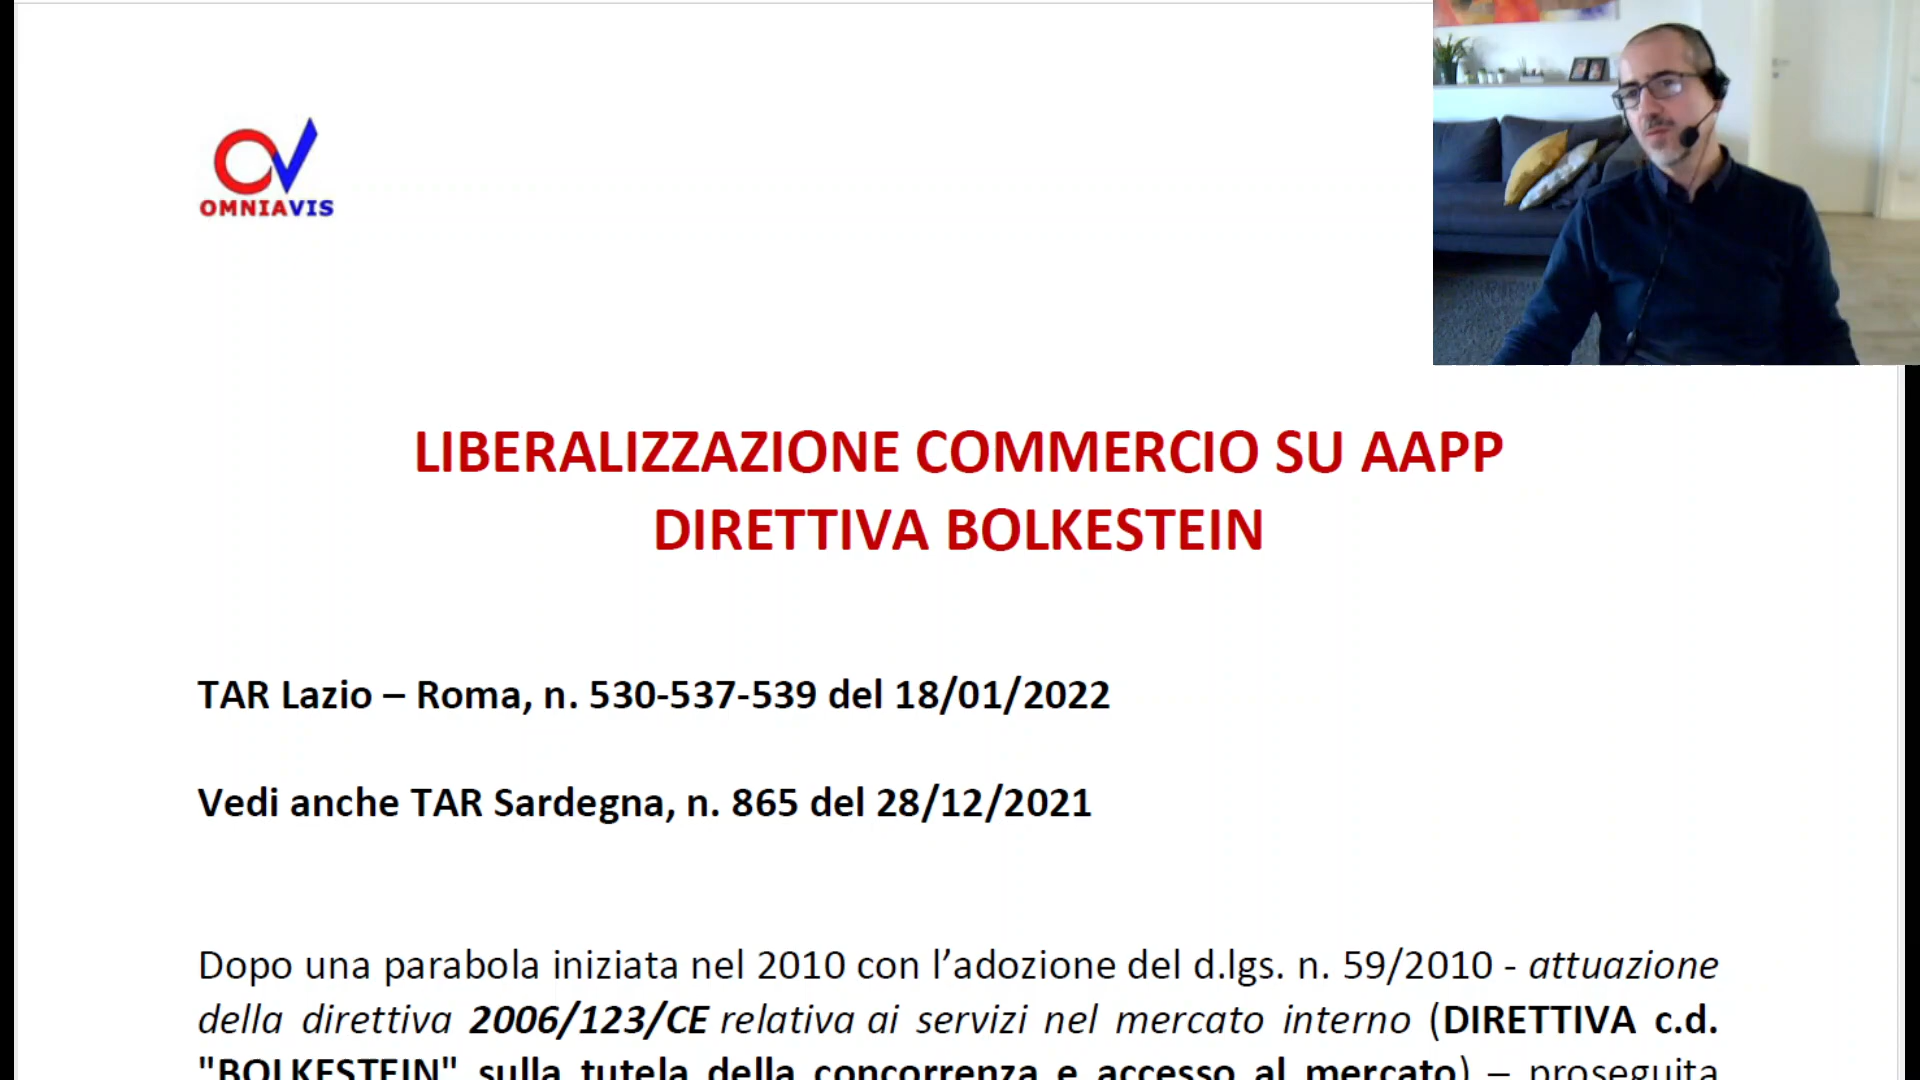 OMNIAVIS
LIBERALIZZAZIONE COMMERCIO SU AAPP
DIRETTIVA BOLKESTEIN
TAR Lazio – Roma, n. 530-537-539 del 18/01/2022
Vedi anche TAR Sardegna, n. 865 del 28/12/2021
Dopo una parabola iniziata nel 2010 con l’adozione del d.lgs. n. 59/2010 - attuazione
della direttiva 2006/123/CE relativa ai servizi nel mercato interno (DIRETTIVA c.d.
"BOLKESTEIN" sulla tutela della concorrenza e accesso al mercato) – proseguita